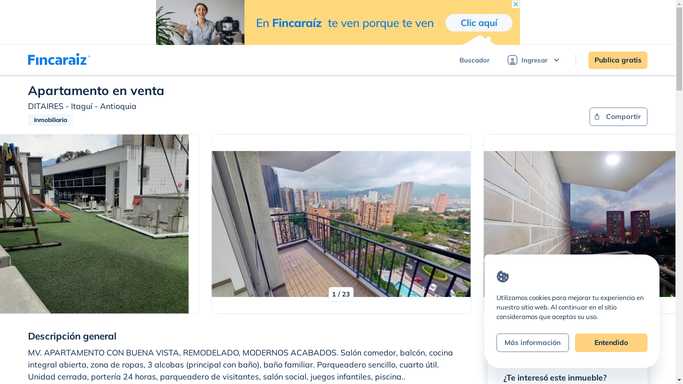 En Fincaraíz te ven porque te ven
Clic aquí
Fincaraiz
Buscador
Ingresar
Publica gratis
Apartamento en venta
DITAIRES - Itaguí - Antioquia
Inmobiliaria
Compartir
1 / 23
Descripción general
MV. APARTAMENTO CON BUENA VISTA, REMODELADO, MODERNOS ACABADOS. Salón comedor, balcón, cocina
integral abierta, zona de ropas, 3 alcobas (principal con baño), baño familiar. Parqueadero sencillo, cuarto útil.
Unidad cerrada, portería 24 horas, parqueadero de visitantes, salón social, juegos infantiles, piscina..
Utilizamos cookies para mejorar tu experiencia en
nuestro sitio web. Al continuar en el sitio
consideramos que aceptas su uso.
Más información
Entendido
¿Te interesó este inmueble?